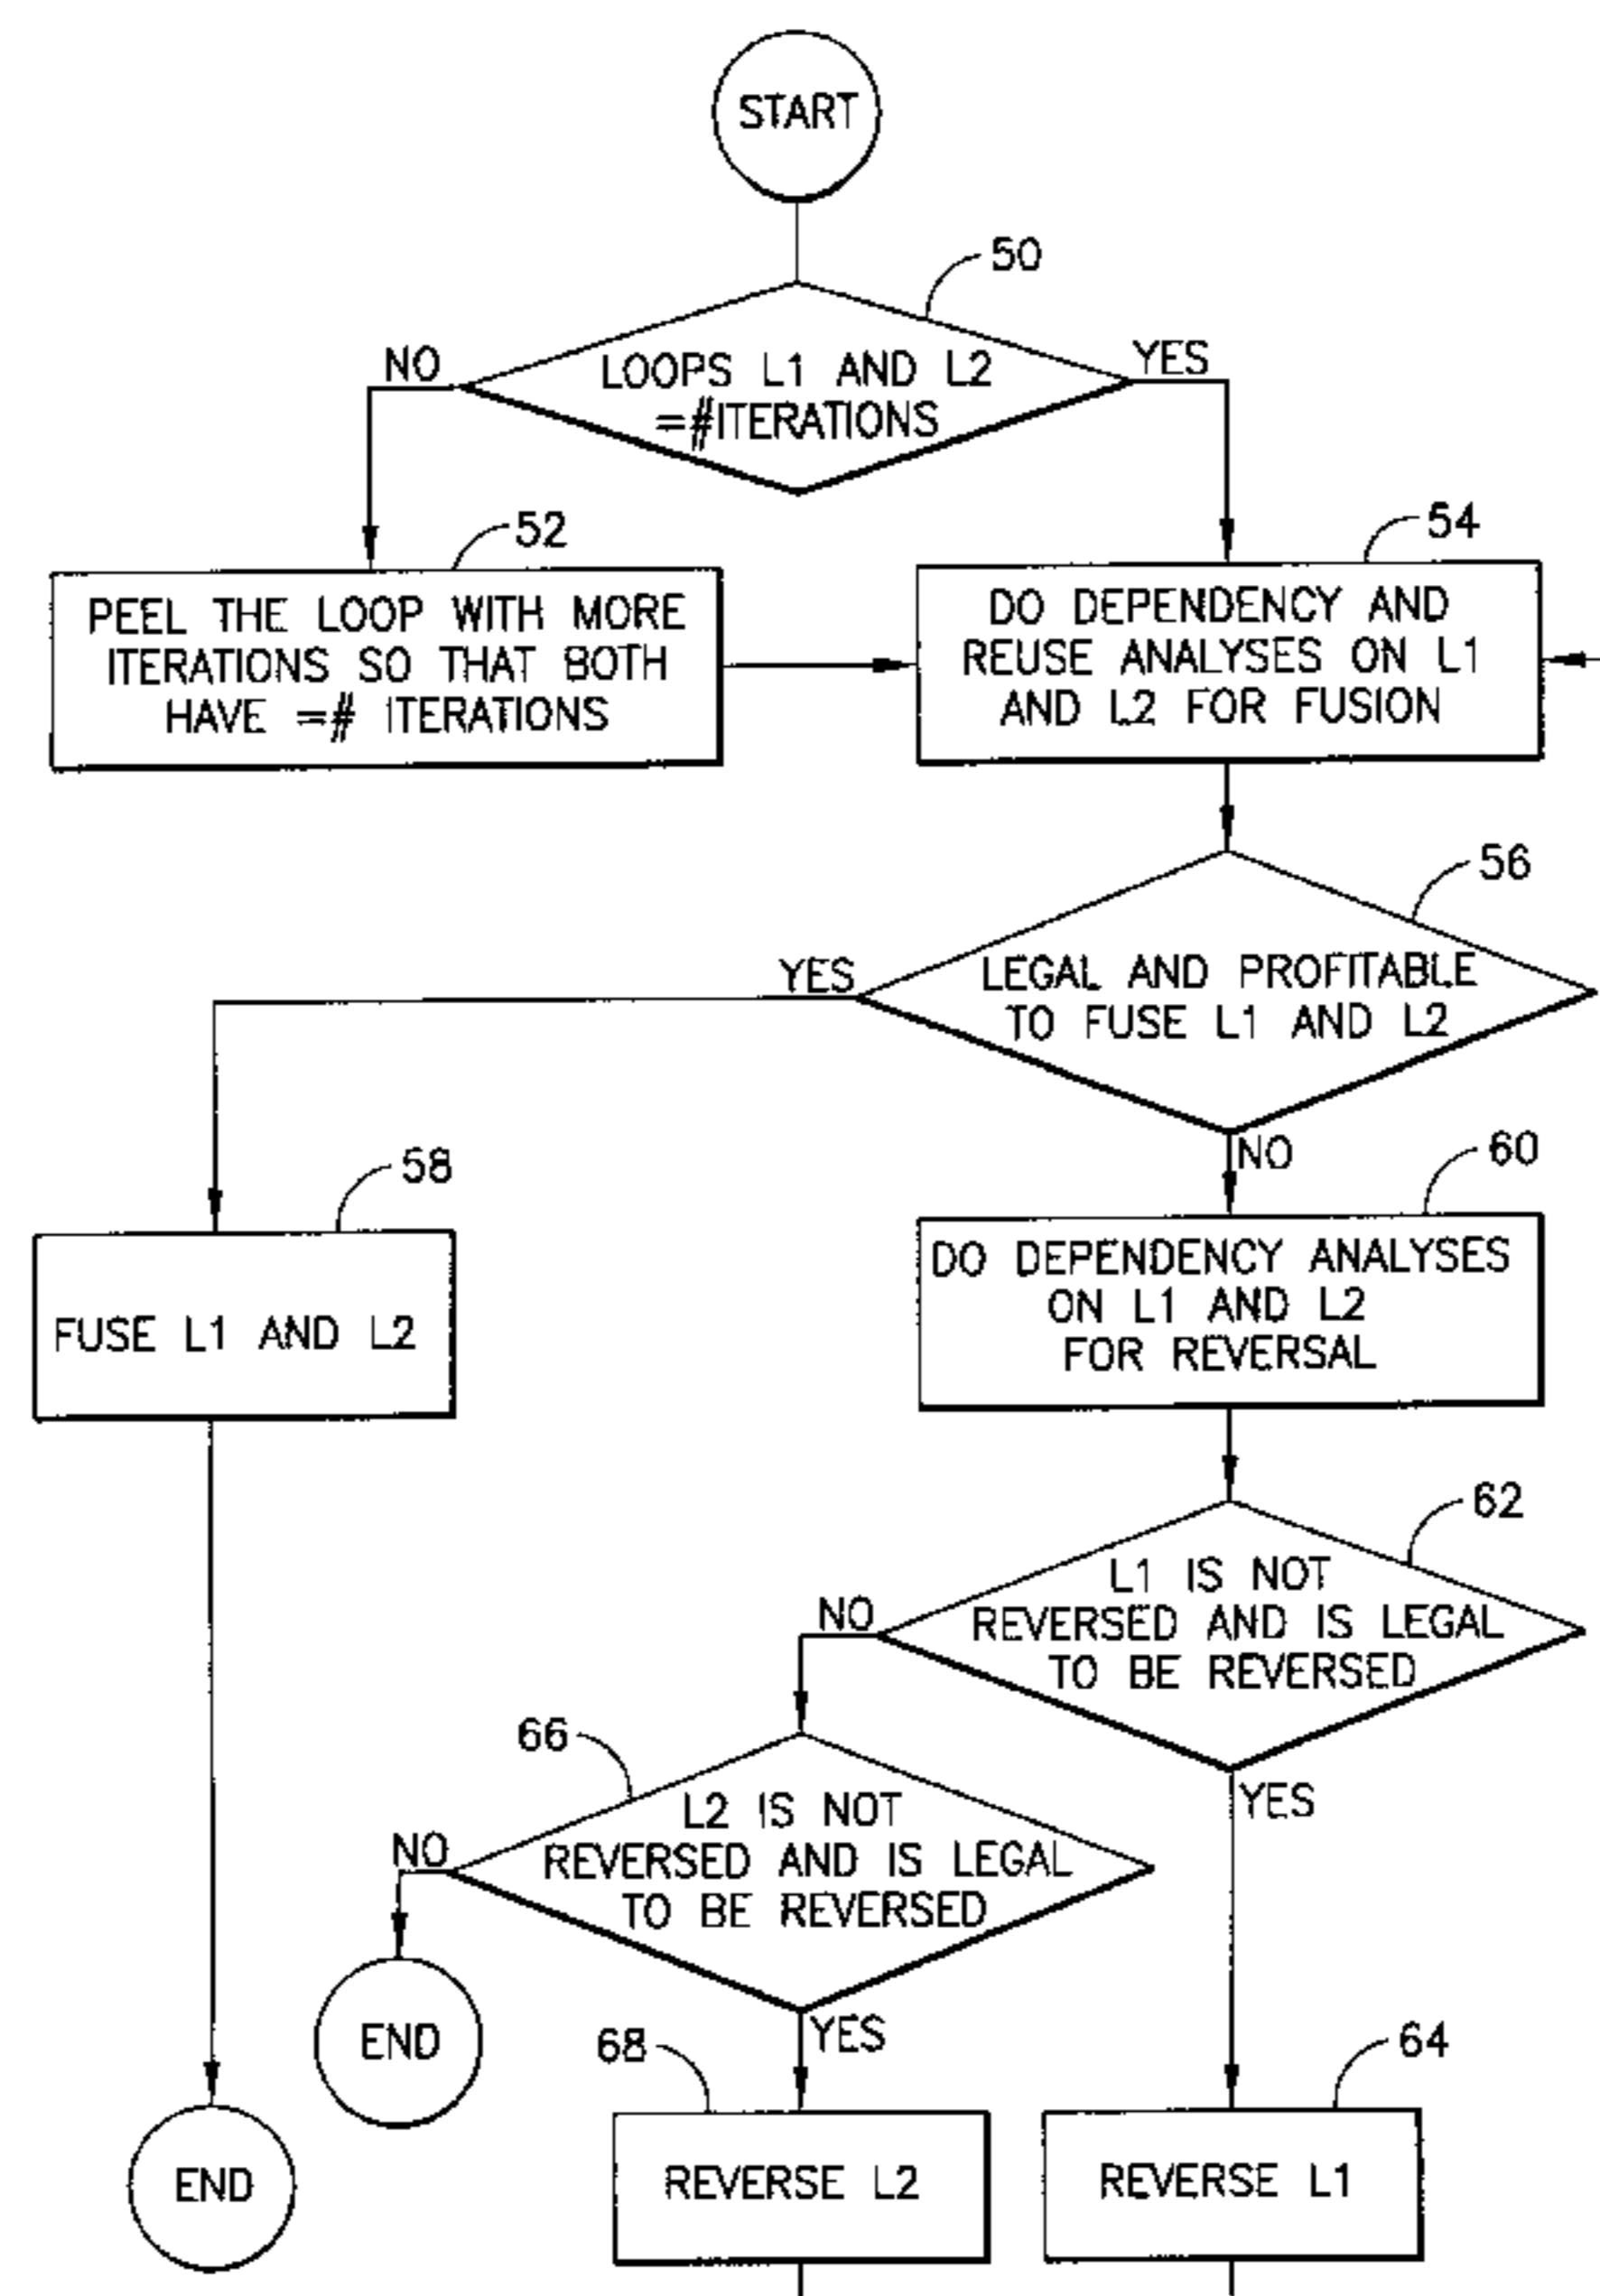 START
50
NO
YES
LOOPS L1 AND L2
=#ITERATIONS
52
54
PEEL THE LOOP WITH MORE
ITERATIONS SO THAT BOTH
HAVE =# ITERATIONS
DO DEPENDENCY AND
REUSE ANALYSES ON L1
AND L2 FOR FUSION
56
YES
LEGAL AND PROFITABLE
TO FUSE L1 AND L2
NO
58
60
FUSE L1 AND L2
DO DEPENDENCY ANALYSES
ON L1 AND L2
FOR REVERSAL
62
NO
L1 IS NOT
REVERSED AND IS LEGAL
TO BE REVERSED
66
YES
NO
L2 IS NOT
REVERSED AND IS LEGAL
TO BE REVERSED
END
YES
68
64
END
REVERSE L2
REVERSE L1